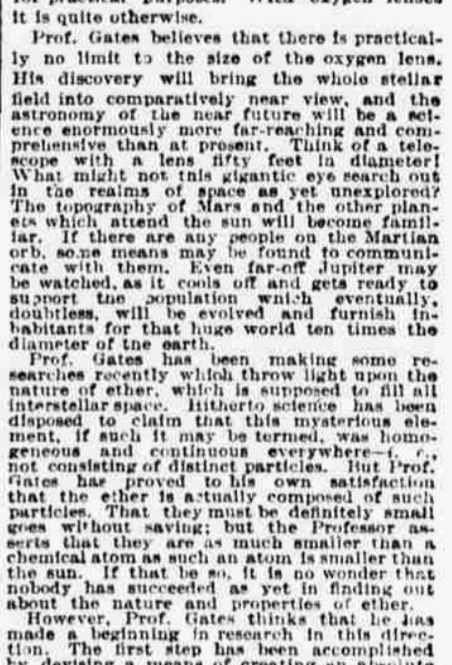 it is quite otherwise.
Prof. Gates believes that there is practical-
ly no limit to the size of the oxygen lens.
His discovery will bring the whole stellar
field into comparatively near view, and the
astronomy of the near future will be a sci-
ence enormously more far-reaching and com-
prehensive than at present. Think of a tele-
scope with a lens fifty feet in diameter!
What might not this gigantic eye search out
in the realms of space as yet unexplored?
The topography of Mars and the other plan-
ets which attend the sun will become famil-
iar. If there are any people on the Martian
orb, some means may be found to communi-
cate with them. Even far-off Jupiter may
be watched, as it cools off and gets ready to
support the population which eventually,
doubtless, will be evolved and furnish in-
habitants for that huge world ten times the
diameter of the earth.
Prof. Gates has been making some re-
searches recently which throw light upon the
nature of ether, which is supposed to fill all
interstellar space. Hitherto science has been
disposed to claim that this mysterious ele-
ment, if such it may be termed, was homo-
geneous and continuous everywhere—i. e.,
not consisting of distinct particles. But Prof.
Gates has proved to his own satisfaction
that the ether is actually composed of such
particles. That they must be definitely small
goes without saying; but the Professor as-
serts that they are as much smaller than a
chemical atom as such an atom is smaller than
the sun. If that be so, it is no wonder that
nobody has succeeded as yet in finding out
about the nature and properties of ether.
However, Prof. Gates thinks that he has
made a beginning in research in this direc-
tion. The first step has been accomplished